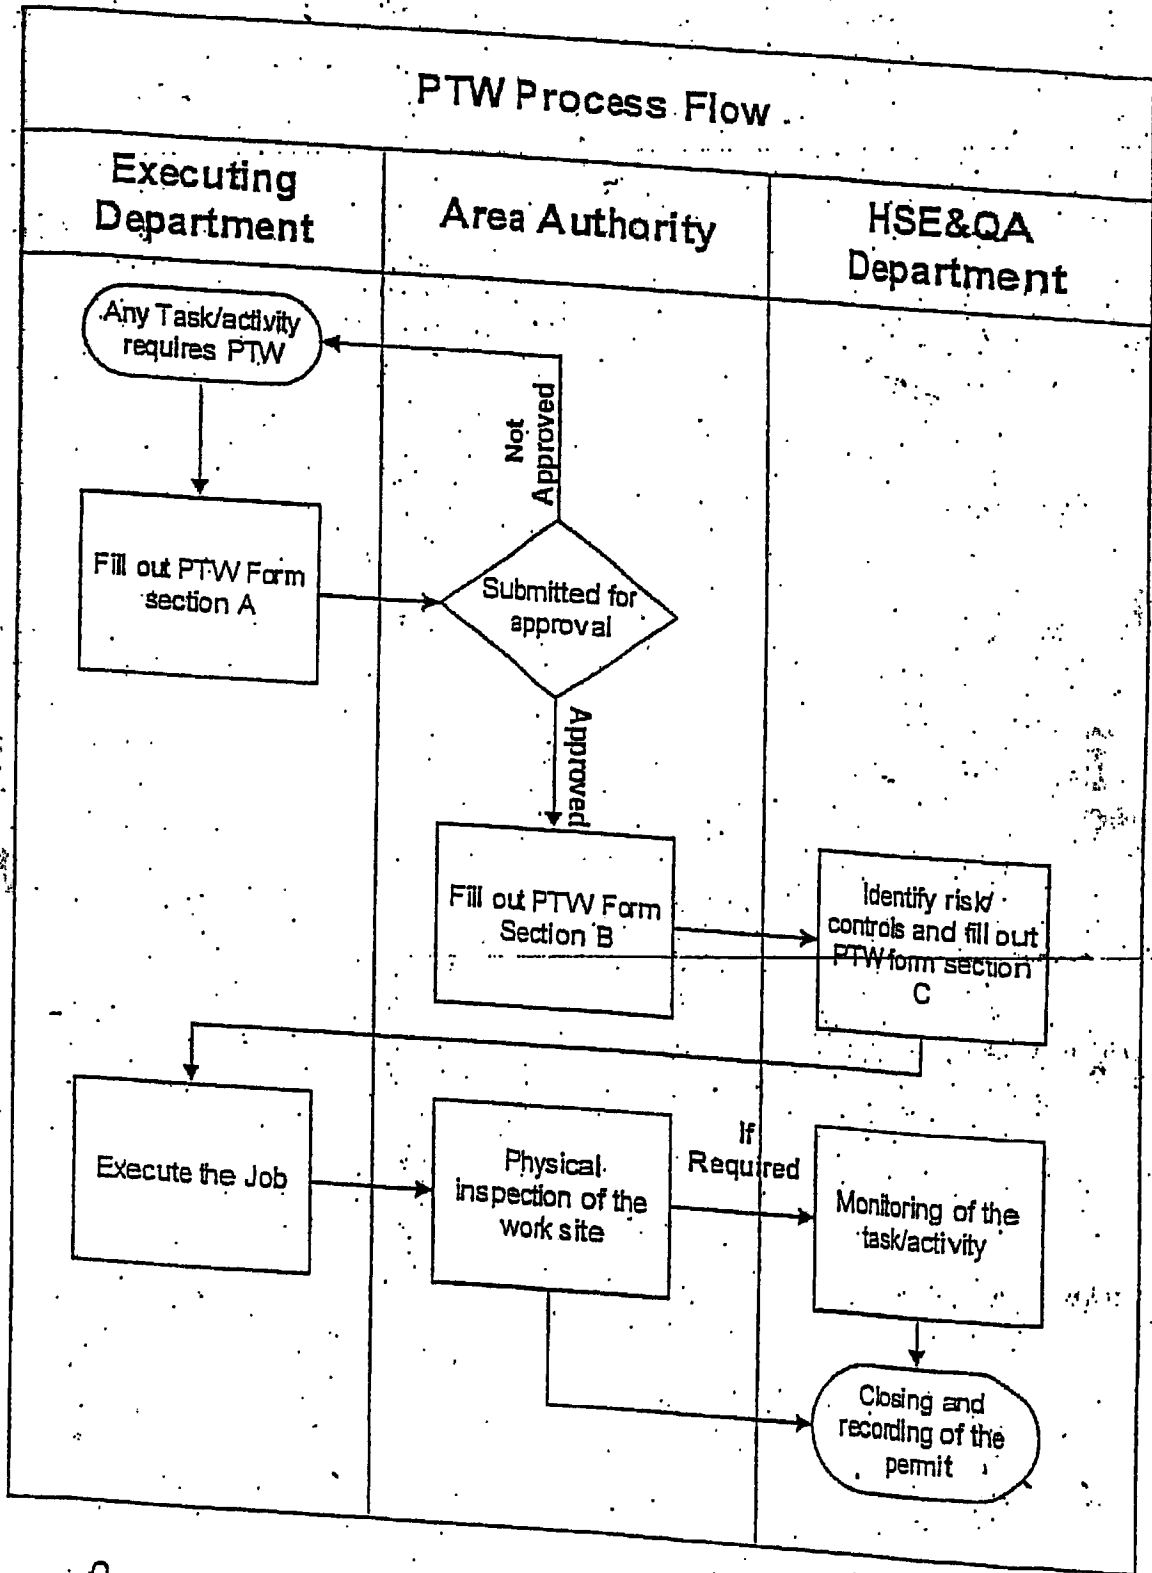 PTW Process Flow
Executing
Department
Area Authority
HSE&QA
Department
Any Task/activity
requires PTW
Not
Approved
Fill out PTW Form
section A
Submitted for
approval
Approved
Fill out PTW Form
Section B
Identify risk/
controls and fill out
PTW form section
C
Execute the Job
Physical
inspection of the
work site
If
Required
Monitoring of the
task/activity
Closing and
recording of the
permit